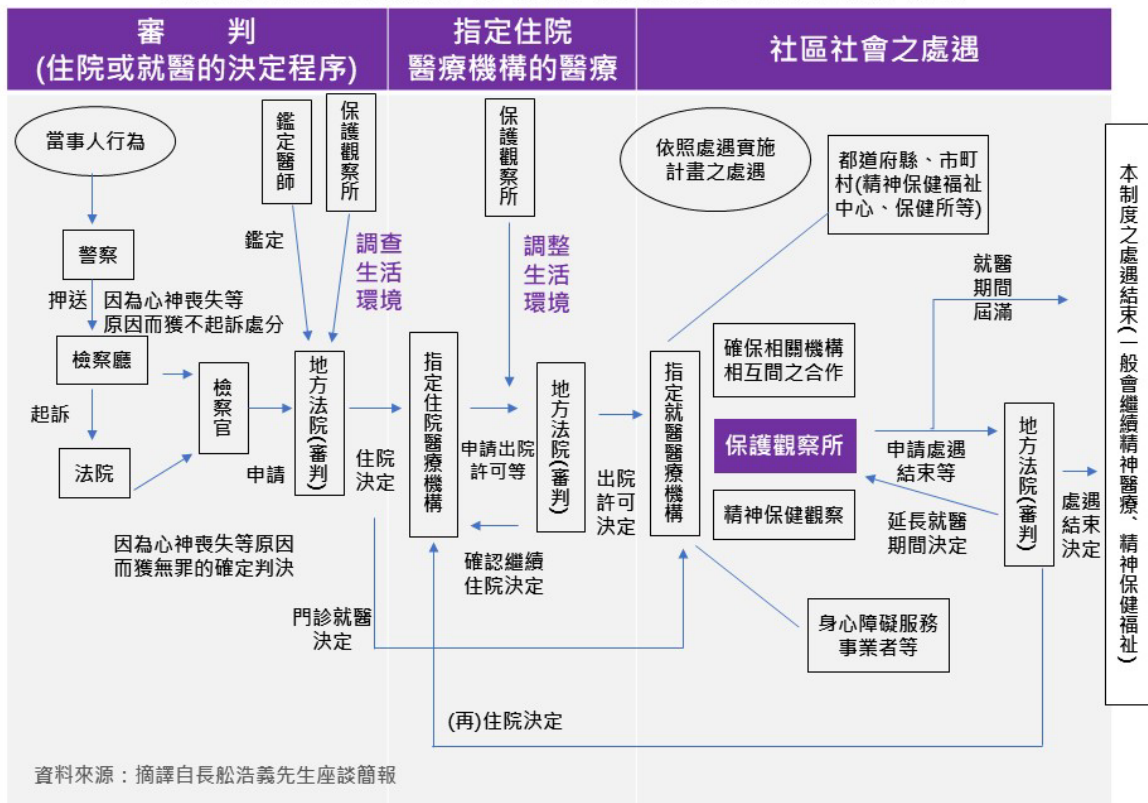 審　　判
(住院或就醫的決定程序)
指定住院
醫療機構的醫療
社區社會之處遇
當事人行為
警察
押送
因為心神喪失等
原因而獲不起訴處分
檢察廳
起訴
法院
檢察官
申請
因為心神喪失等原因
而獲無罪的確定判決
鑑定醫師
保護觀察所
鑑定
調查
生活
環境
地方法院(審判)
住院
決定
門診就醫
決定
保護觀察所
調整
生活
環境
指定住院醫療機構
申請出院
許可等
地方法院(審判)
確認繼續
住院決定
出院
許可
決定
依照處遇實施
計畫之處遇
都道府縣、市町
村(精神保健福祉
中心、保健所等)
指定就醫醫療機構
確保相關機構
相互間之合作
保護觀察所
精神保健觀察
身心障礙服務
事業者等
就醫
期間
屆滿
申請處遇
結束等
延長就醫
期間決定
地方法院(審判)
處遇
結束
決定
(再)住院決定
本制度之處遇結束(一般會繼續精神醫療、精神保健福祉)
資料來源：摘譯自長舩浩義先生座談簡報